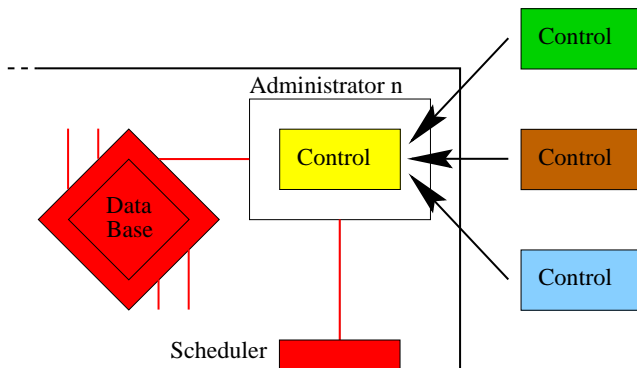 Control
Administrator n
Control
Control
Data
Base
Control
Scheduler